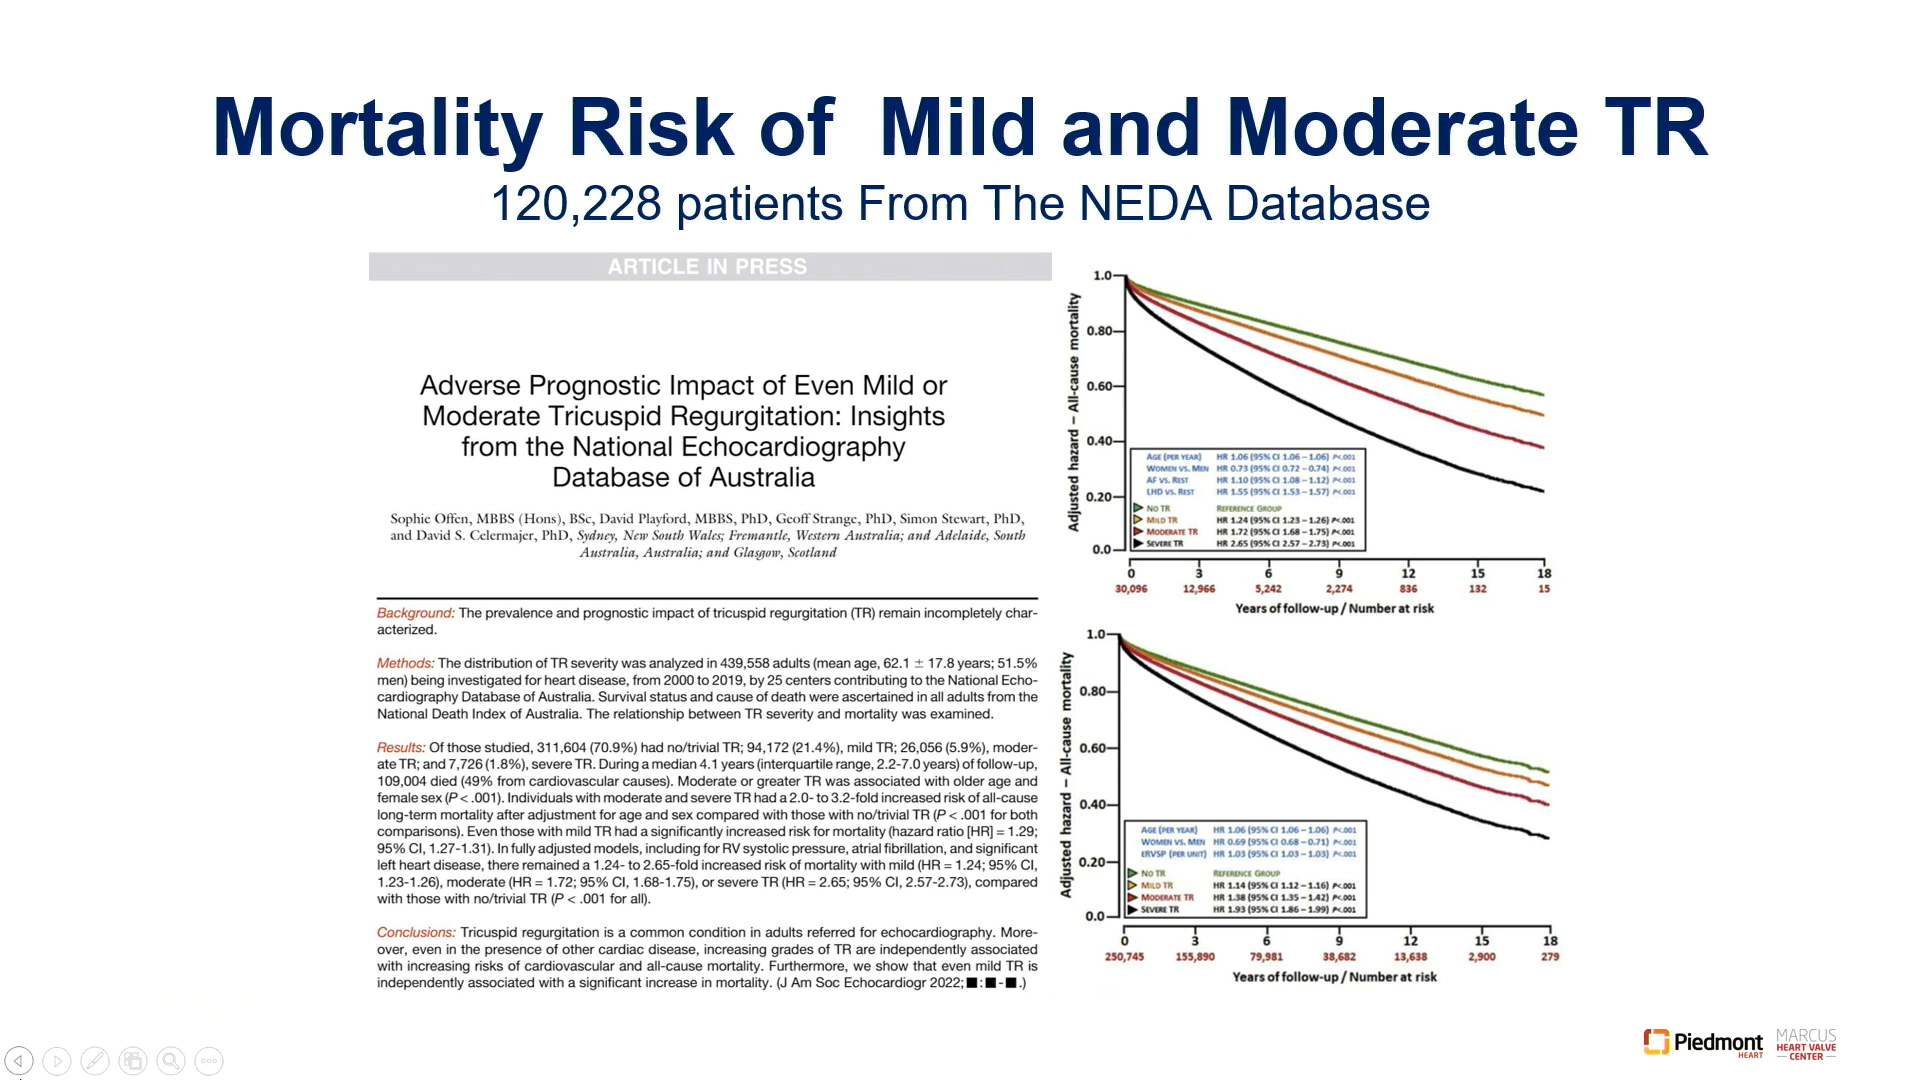 Mortality Risk of Mild and Moderate TR
120,228 patients From The NEDA Database
ARTICLE IN PRESS
Adverse Prognostic Impact of Even Mild or
Moderate Tricuspid Regurgitation: Insights
from the National Echocardiography
Database of Australia
Sophie Offen, MBBS (Hons), BSc, David Playford, MBBS, PhD, Geoff Strange, PhD, Simon Stewart, PhD,
and David S. Celermajer, PhD, Sydney, New South Wales; Fremantle, Western Australia; and Adelaide, South
Australia, Australia; and Glasgow, Scotland
Background: The prevalence and prognostic impact of tricuspid regurgitation (TR) remain incompletely char-
acterized.
Methods: The distribution of TR severity was analyzed in 439,558 adults (mean age, 62.1 ± 17.8 years; 51.5%
men) being investigated for heart disease, from 2000 to 2019, by 25 centers contributing to the National Echo-
cardiography Database of Australia. Survival status and cause of death were ascertained in all adults from the
National Death Index of Australia. The relationship between TR severity and mortality was examined.
Results: Of those studied, 311,604 (70.9%) had no/trivial TR; 94,172 (21.4%), mild TR; 26,056 (5.9%), moder-
ate TR; and 7,726 (1.8%), severe TR. During a median 4.1 years (interquartile range, 2.2-7.0 years) of follow-up,
109,004 died (49% from cardiovascular causes). Moderate or greater TR was associated with older age and
female sex (P < .001). Individuals with moderate and severe TR had a 2.0- to 3.2-fold increased risk of all-cause
long-term mortality after adjustment for age and sex compared with those with no/trivial TR (P < .001 for both
comparisons). Even those with mild TR had a significantly increased risk for mortality (hazard ratio [HR] = 1.29;
95% CI, 1.27-1.31). In fully adjusted models, including for RV systolic pressure, atrial fibrillation, and significant
left heart disease, there remained a 1.24- to 2.65-fold increased risk of mortality with mild (HR = 1.24; 95% CI,
1.23-1.26), moderate (HR = 1.72; 95% CI, 1.68-1.75), or severe TR (HR = 2.65; 95% CI, 2.57-2.73), compared
with those with no/trivial TR (P < .001 for all).
Conclusions: Tricuspid regurgitation is a common condition in adults referred for echocardiography. More-
over, even in the presence of other cardiac disease, increasing grades of TR are independently associated
with increasing risks of cardiovascular and all-cause mortality. Furthermore, we show that even mild TR is
independently associated with a significant increase in mortality. (J Am Soc Echocardiogr 2022;■:■-■.)
Adjusted hazard – All-cause mortality
1.0
0.80
0.60
0.40
0.20
0.0
AGE (PER YEAR) HR 1.06 (95% CI 1.06 – 1.06) P<.001
WOMEN VS. MEN HR 0.73 (95% CI 0.72 – 0.74) P<.001
AF VS. REST HR 1.10 (95% CI 1.08 – 1.12) P<.001
LHD VS. REST HR 1.55 (95% CI 1.53 – 1.57) P<.001
NO TR REFERENCE GROUP
MILD TR HR 1.24 (95% CI 1.23 – 1.26) P<.001
MODERATE TR HR 1.72 (95% CI 1.68 – 1.75) P<.001
SEVERE TR HR 2.65 (95% CI 2.57 – 2.73) P<.001
0 3 6 9 12 15 18
30,096 12,966 5,242 2,274 836 132 15
Years of follow-up / Number at risk
Adjusted hazard – All-cause mortality
1.0
0.80
0.60
0.40
0.20
0.0
AGE (PER YEAR) HR 1.06 (95% CI 1.06 – 1.06) P<.001
WOMEN VS. MEN HR 0.69 (95% CI 0.68 – 0.71) P<.001
ERVSP (PER UNIT) HR 1.03 (95% CI 1.03 – 1.03) P<.001
NO TR REFERENCE GROUP
MILD TR HR 1.14 (95% CI 1.12 – 1.16) P<.001
MODERATE TR HR 1.38 (95% CI 1.35 – 1.42) P<.001
SEVERE TR HR 1.93 (95% CI 1.86 – 1.99) P<.001
0 3 6 9 12 15 18
250,745 155,890 79,981 38,682 13,638 2,900 279
Years of follow-up / Number at risk
Piedmont
HEART
MARCUS
HEART VALVE
CENTER